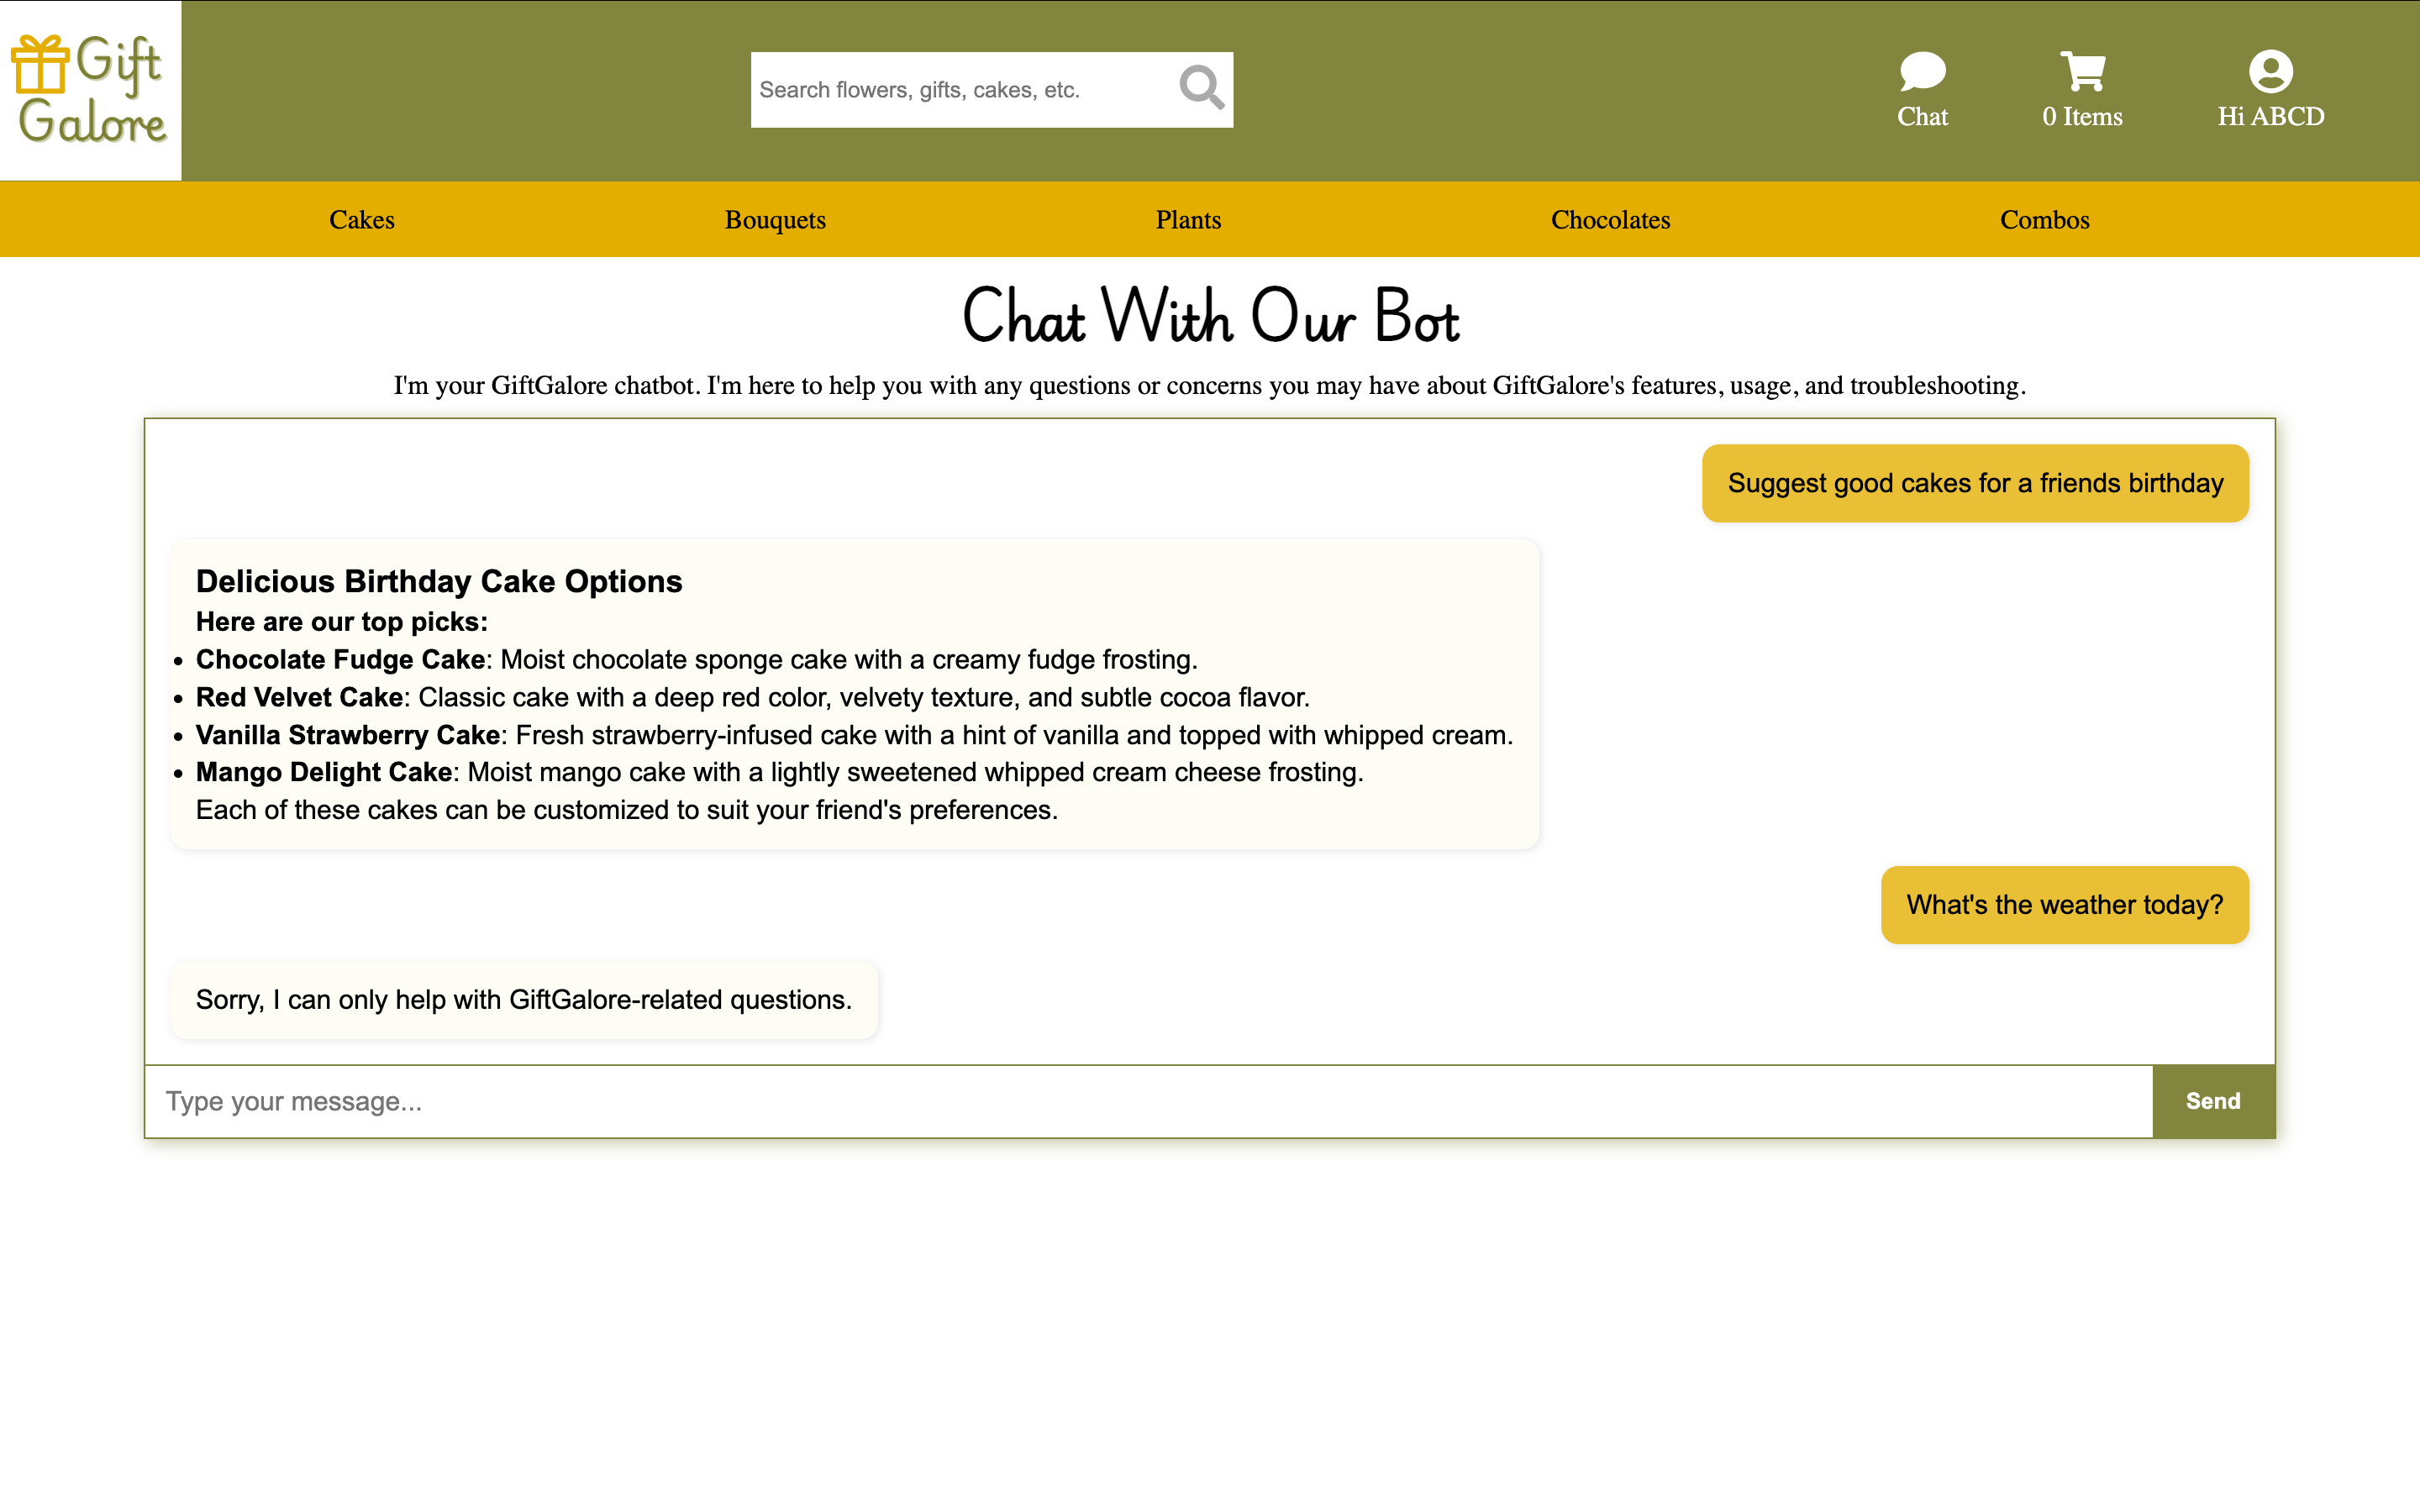 Gift
Galore
Search flowers, gifts, cakes, etc.
Chat
0 Items
Hi ABCD
Cakes
Bouquets
Plants
Chocolates
Combos
Chat With Our Bot
I'm your GiftGalore chatbot. I'm here to help you with any questions or concerns you may have about GiftGalore's features, usage, and troubleshooting.
Suggest good cakes for a friends birthday
Delicious Birthday Cake Options
Here are our top picks:
• Chocolate Fudge Cake: Moist chocolate sponge cake with a creamy fudge frosting.
• Red Velvet Cake: Classic cake with a deep red color, velvety texture, and subtle cocoa flavor.
• Vanilla Strawberry Cake: Fresh strawberry-infused cake with a hint of vanilla and topped with whipped cream.
• Mango Delight Cake: Moist mango cake with a lightly sweetened whipped cream cheese frosting.
Each of these cakes can be customized to suit your friend's preferences.
What's the weather today?
Sorry, I can only help with GiftGalore-related questions.
Type your message...
Send